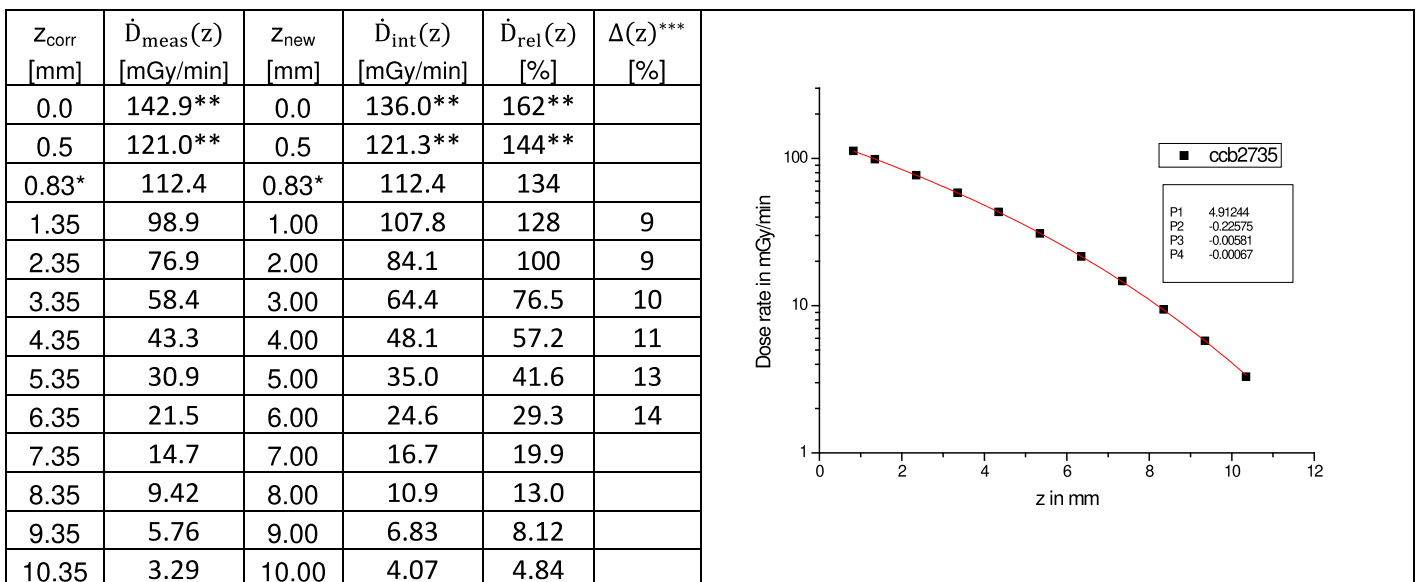 zcorr Ḋmeas(z) znew Ḋint(z) Ḋrel(z) Δ(z)***
[mm] [mGy/min] [mm] [mGy/min] [%] [%]
0.0 142.9** 0.0 136.0** 162**
0.5 121.0** 0.5 121.3** 144**
0.83* 112.4 0.83* 112.4 134
1.35 98.9 1.00 107.8 128 9
2.35 76.9 2.00 84.1 100 9
3.35 58.4 3.00 64.4 76.5 10
4.35 43.3 4.00 48.1 57.2 11
5.35 30.9 5.00 35.0 41.6 13
6.35 21.5 6.00 24.6 29.3 14
7.35 14.7 7.00 16.7 19.9
8.35 9.42 8.00 10.9 13.0
9.35 5.76 9.00 6.83 8.12
10.35 3.29 10.00 4.07 4.84
Dose rate in mGy/min
100
10
1
0 2 4 6 8 10 12
z in mm
ccb2735
P1 4.91244
P2 -0.22575
P3 -0.00581
P4 -0.00067